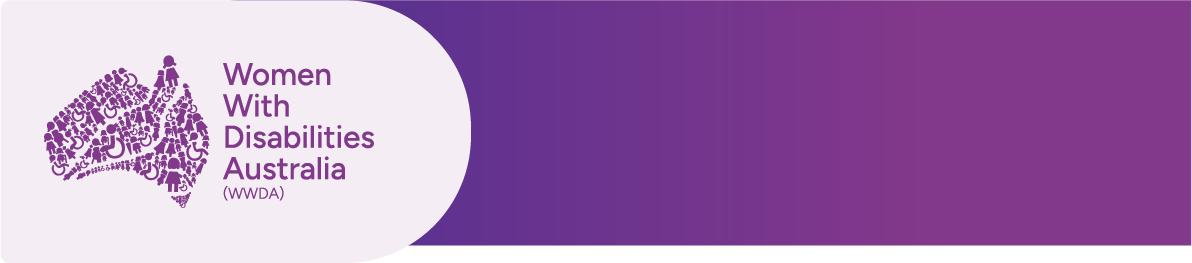 Women
With
Disabilities
Australia
(WWDA)